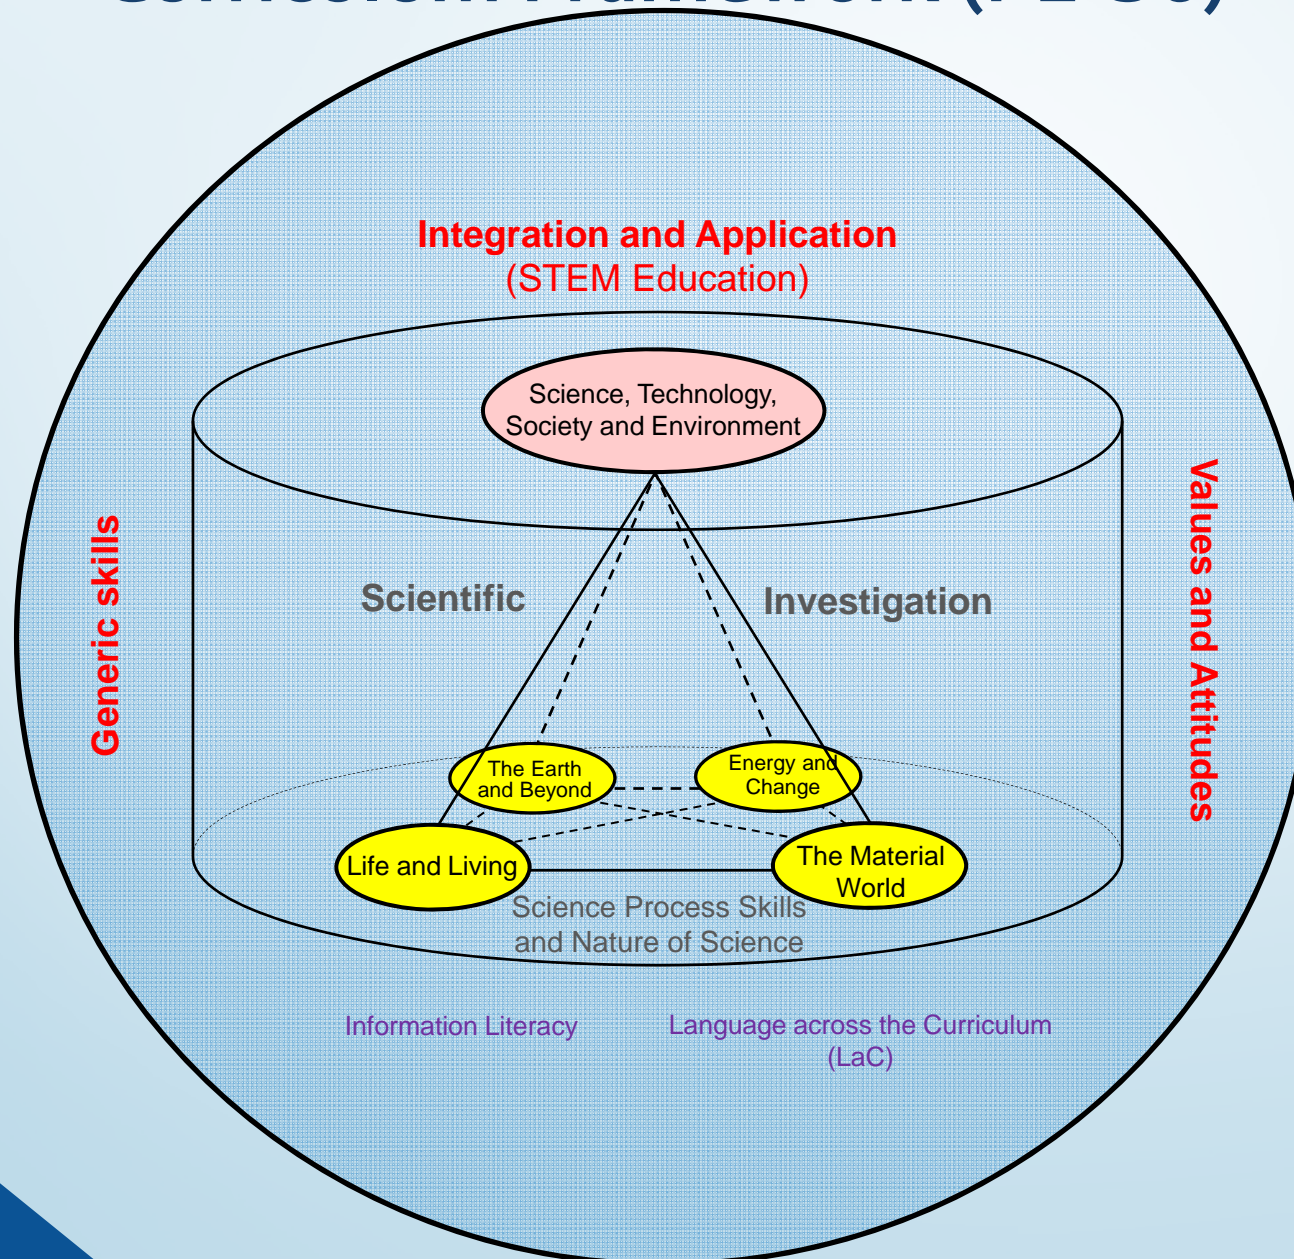 Integration and Application
(STEM Education)
Science, Technology,
Society and Environment
Generic skills
Values and Attitudes
Scientific
Investigation
The Earth
and Beyond
Energy and
Change
Life and Living
The Material
World
Science Process Skills
and Nature of Science
Information Literacy
Language across the Curriculum
(LaC)